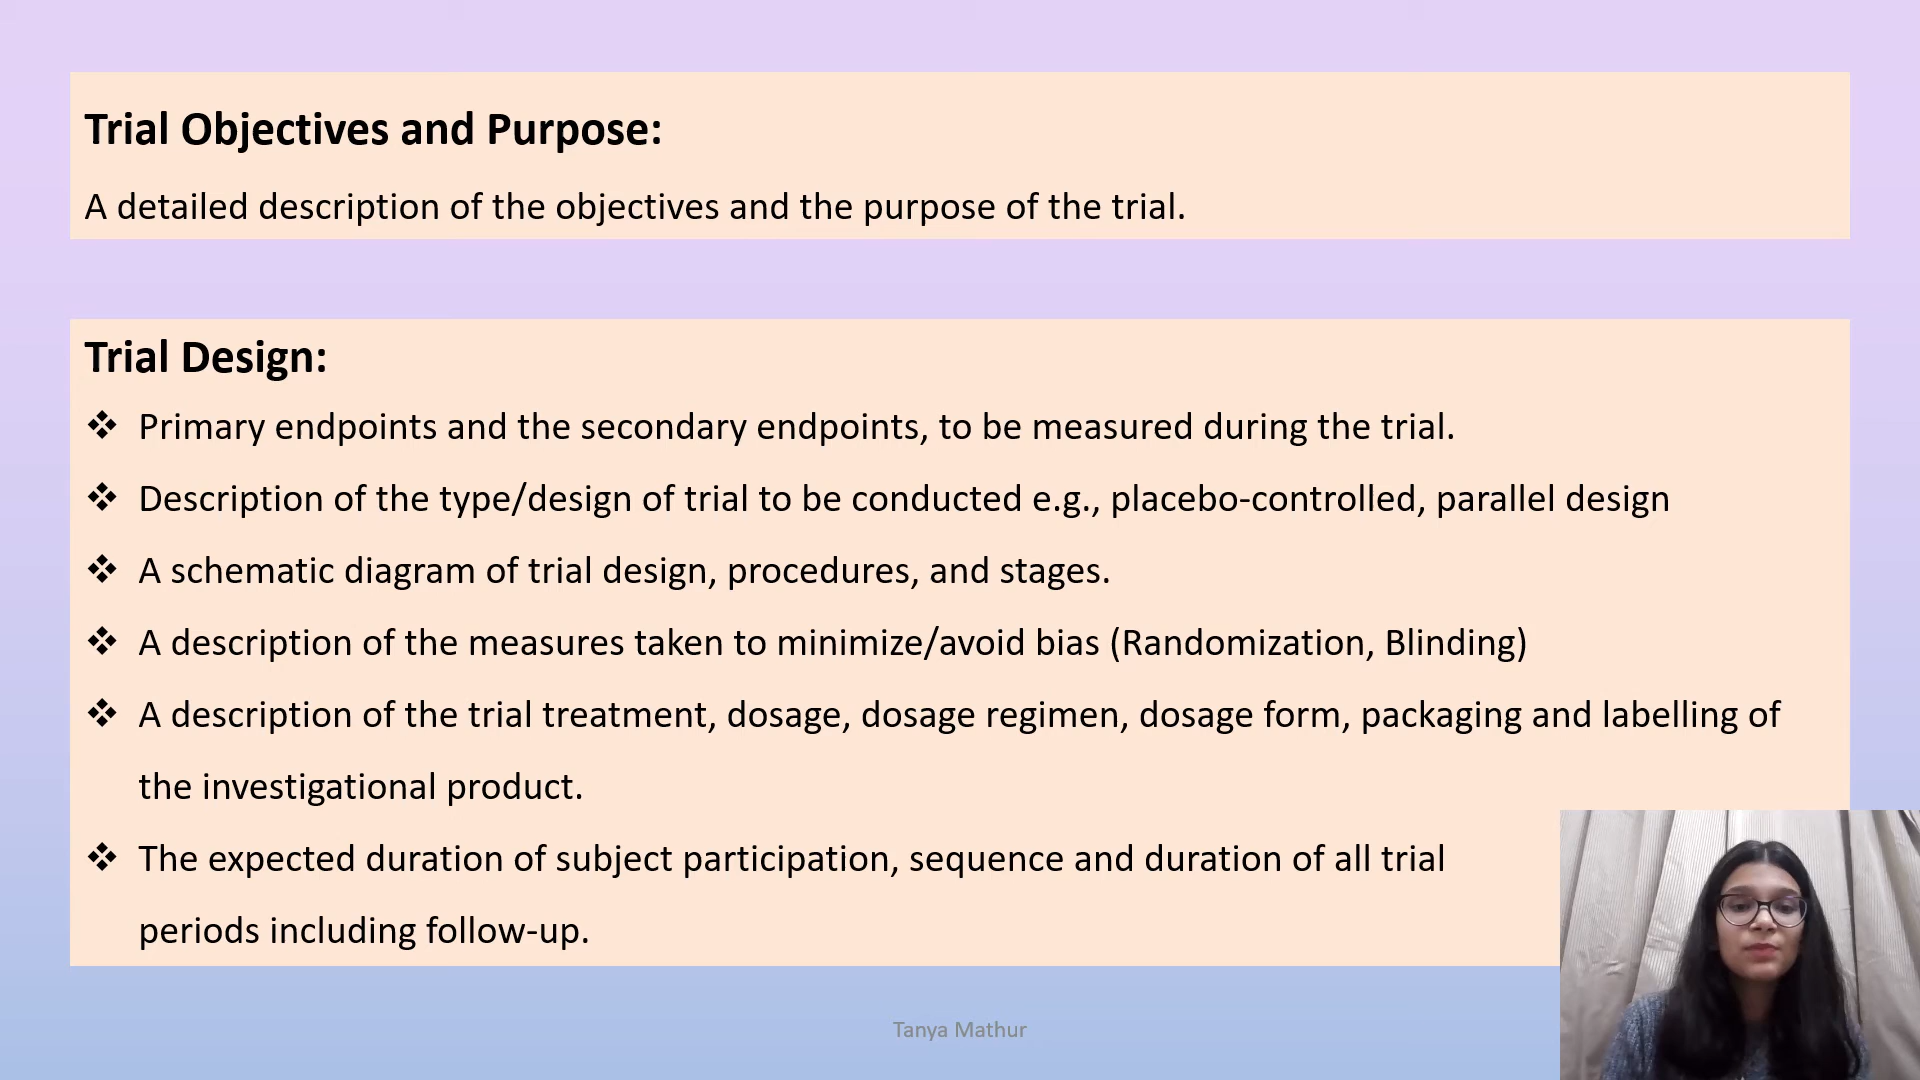 Trial Objectives and Purpose:
A detailed description of the objectives and the purpose of the trial.
Trial Design:
❖ Primary endpoints and the secondary endpoints, to be measured during the trial.
❖ Description of the type/design of trial to be conducted e.g., placebo-controlled, parallel design
❖ A schematic diagram of trial design, procedures, and stages.
❖ A description of the measures taken to minimize/avoid bias (Randomization, Blinding)
❖ A description of the trial treatment, dosage, dosage regimen, dosage form, packaging and labelling of
the investigational product.
❖ The expected duration of subject participation, sequence and duration of all trial
periods including follow-up.
Tanya Mathur